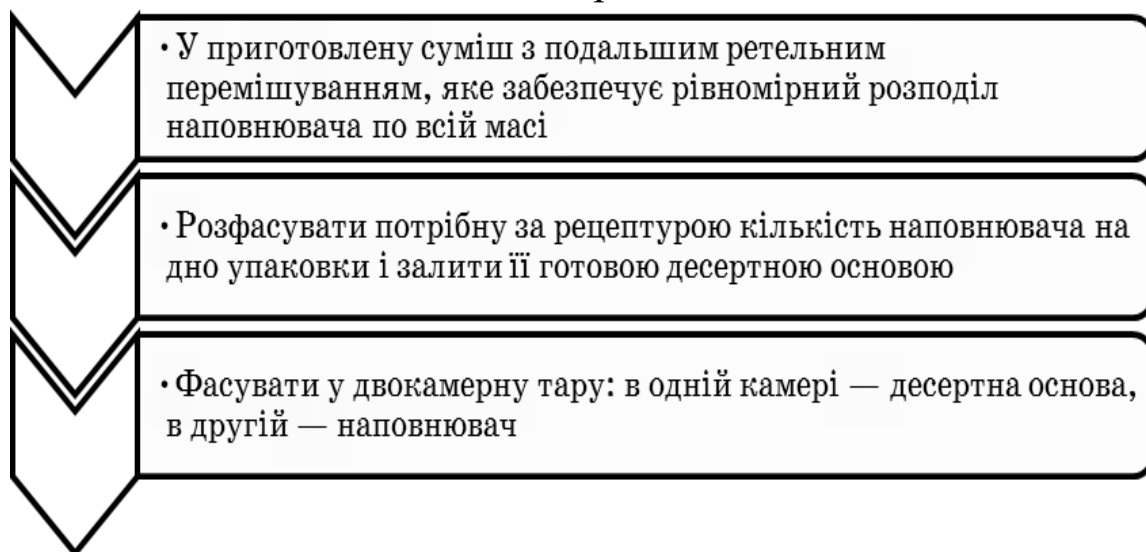 • У приготовлену суміш з подальшим ретельним
перемішуванням, яке забезпечує рівномірний розподіл
наповнювача по всій масі
• Розфасувати потрібну за рецептурою кількість наповнювача на
дно упаковки і залити її готовою десертною основою
• Фасувати у двокамерну тару: в одній камері — десертна основа,
в другій — наповнювач